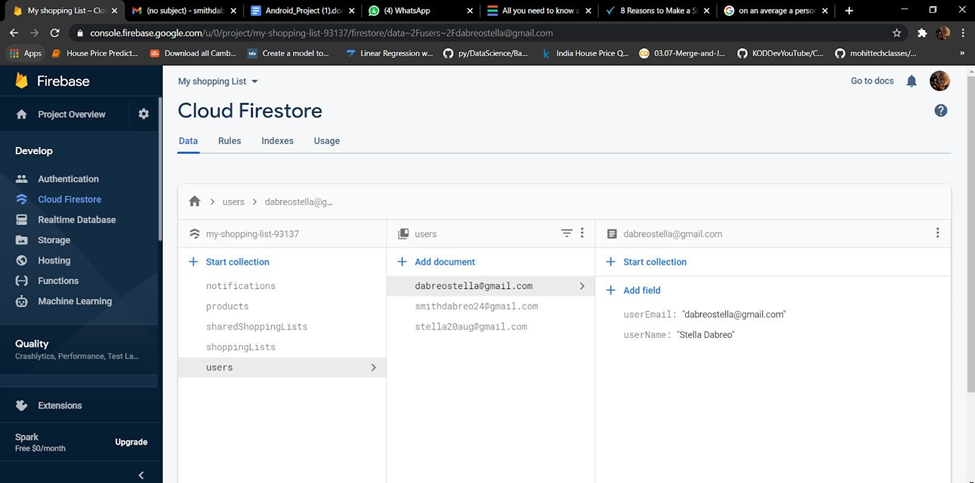 My shopping List – Clo
(no subject) - smithdab
Android_Project (1).doc
(4) WhatsApp
All you need to know a
8 Reasons to Make a S
on an average a person
console.firebase.google.com/u/0/project/my-shopping-list-93137/firestore/data~2Fusers~2Fdabreostella@gmail.com
Apps
House Price Predict...
Download all Camb...
Create a model to...
Linear Regression w...
py/DataScience/Ba...
India House Price Q...
03.07-Merge-and-J...
KODDevYouTube/C...
mohittechclasses/...
»
Firebase
Project Overview
Develop
Authentication
Cloud Firestore
Realtime Database
Storage
Hosting
Functions
Machine Learning
Quality
Crashlytics, Performance, Test La...
Extensions
Spark
Free $0/month
Upgrade
My shopping List
Go to docs
Cloud Firestore
Data
Rules
Indexes
Usage
users
dabreostella@g...
my-shopping-list-93137
Start collection
notifications
products
sharedShoppingLists
shoppingLists
users
users
Add document
dabreostella@gmail.com
smithdabreo24@gmail.com
stella20aug@gmail.com
dabreostella@gmail.com
Start collection
Add field
userEmail: "dabreostella@gmail.com"
userName: "Stella Dabreo"